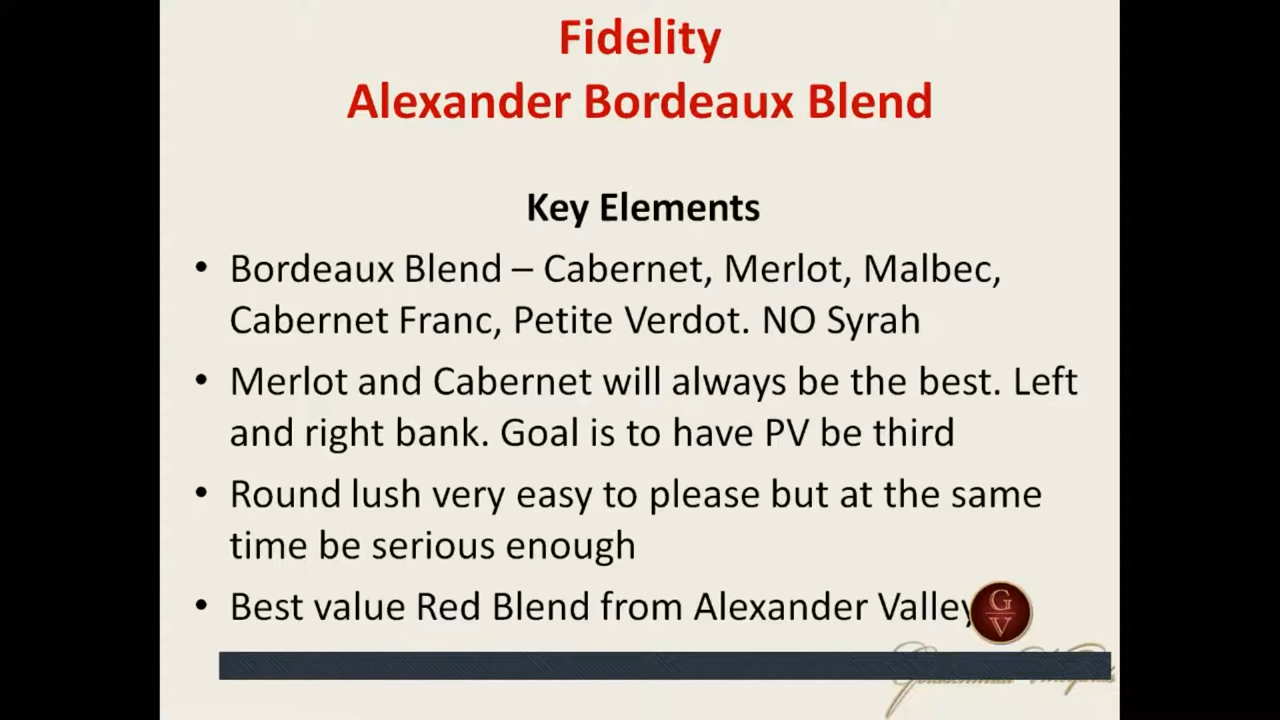 Fidelity
Alexander Bordeaux Blend
Key Elements
• Bordeaux Blend – Cabernet, Merlot, Malbec,
Cabernet Franc, Petite Verdot. NO Syrah
• Merlot and Cabernet will always be the best. Left
and right bank. Goal is to have PV be third
• Round lush very easy to please but at the same
time be serious enough
• Best value Red Blend from Alexander Valley
G
V